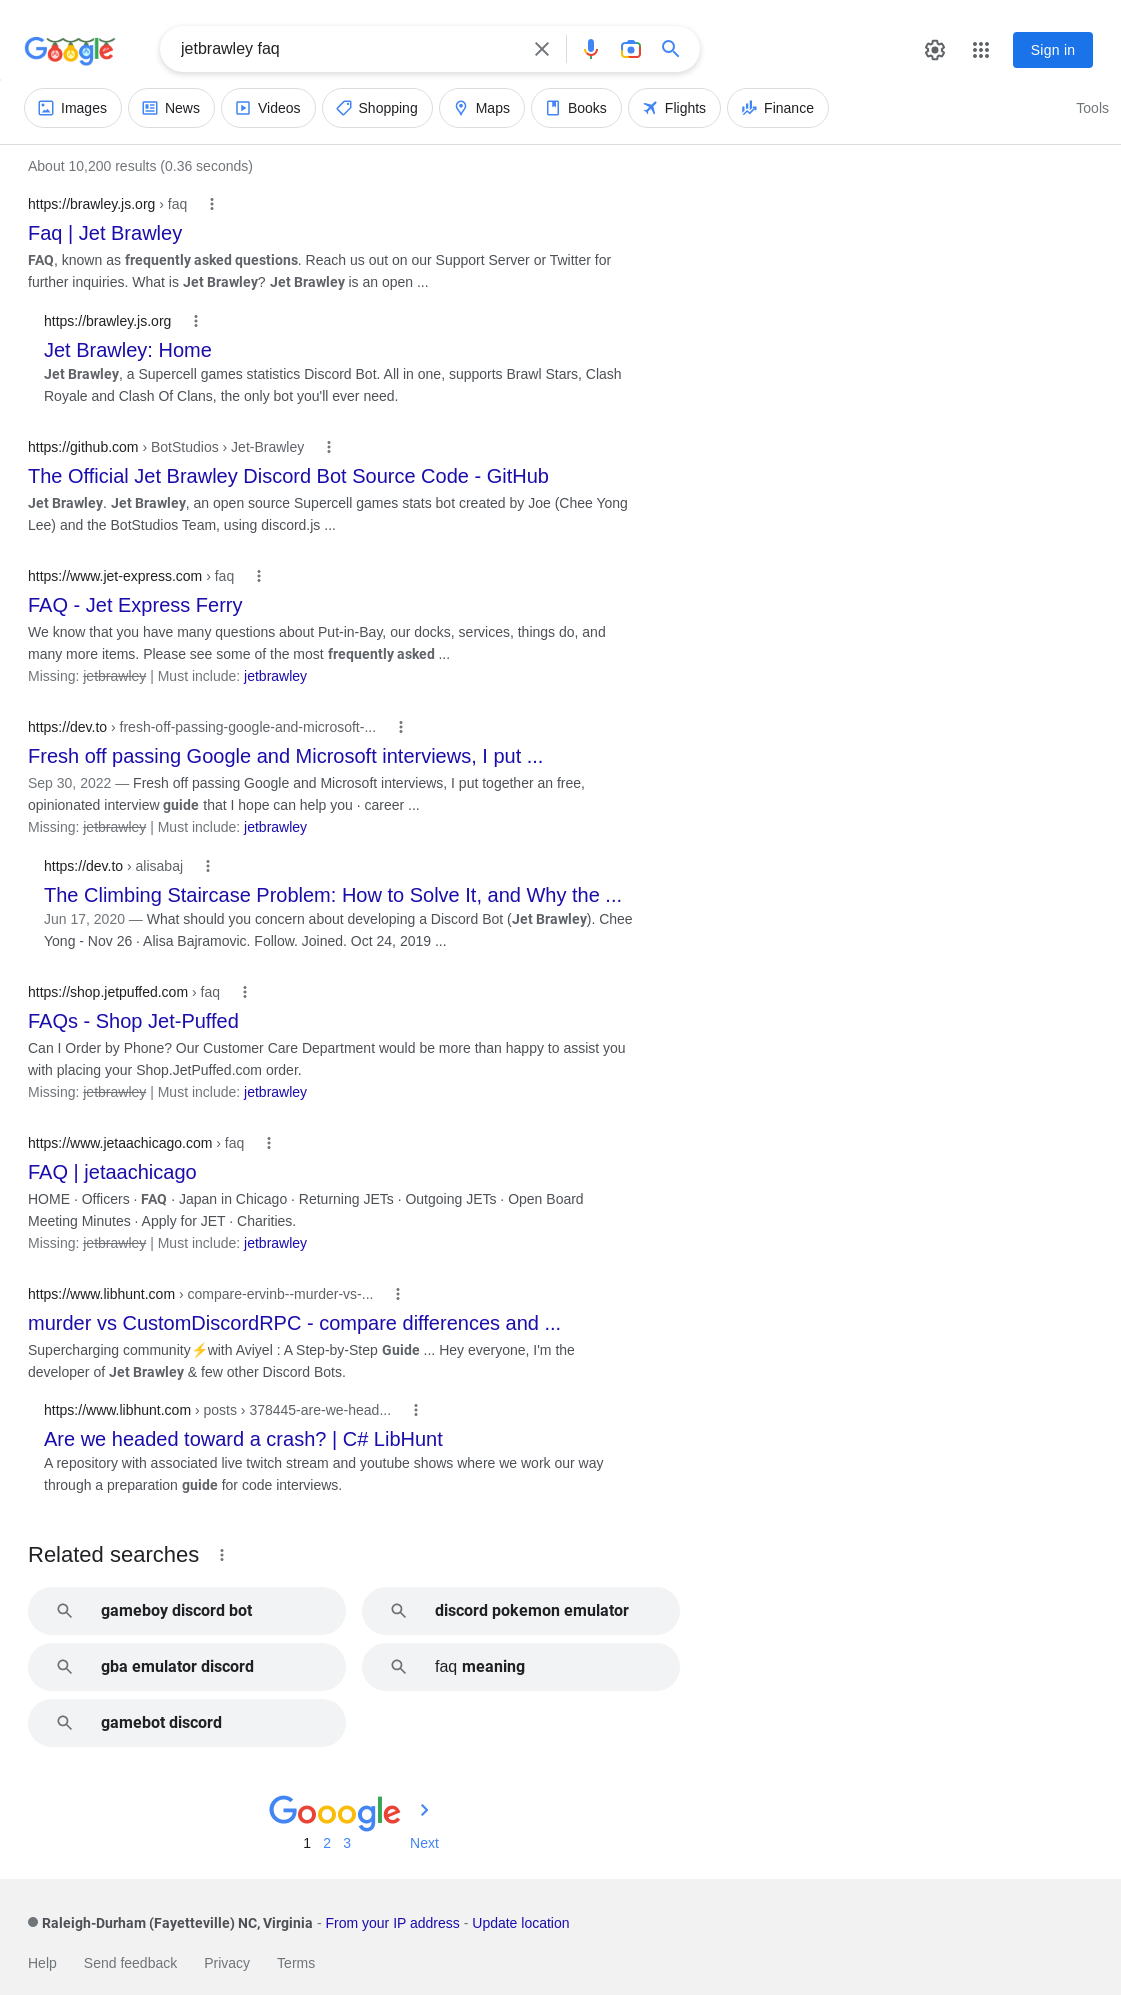 Google
jetbrawley faq
Sign in
Images
News
Videos
Shopping
Maps
Books
Flights
Finance
Tools
About 10,200 results (0.36 seconds)
https://brawley.js.org › faq
Faq | Jet Brawley
FAQ, known as frequently asked questions. Reach us out on our Support Server or Twitter for
further inquiries. What is Jet Brawley? Jet Brawley is an open ...
https://brawley.js.org
Jet Brawley: Home
Jet Brawley, a Supercell games statistics Discord Bot. All in one, supports Brawl Stars, Clash
Royale and Clash Of Clans, the only bot you'll ever need.
https://github.com › BotStudios › Jet-Brawley
The Official Jet Brawley Discord Bot Source Code - GitHub
Jet Brawley. Jet Brawley, an open source Supercell games stats bot created by Joe (Chee Yong
Lee) and the BotStudios Team, using discord.js ...
https://www.jet-express.com › faq
FAQ - Jet Express Ferry
We know that you have many questions about Put-in-Bay, our docks, services, things do, and
many more items. Please see some of the most frequently asked ...
Missing: jetbrawley | Must include: jetbrawley
https://dev.to › fresh-off-passing-google-and-microsoft-...
Fresh off passing Google and Microsoft interviews, I put ...
Sep 30, 2022 — Fresh off passing Google and Microsoft interviews, I put together an free,
opinionated interview guide that I hope can help you · career ...
Missing: jetbrawley | Must include: jetbrawley
https://dev.to › alisabaj
The Climbing Staircase Problem: How to Solve It, and Why the ...
Jun 17, 2020 — What should you concern about developing a Discord Bot (Jet Brawley). Chee
Yong - Nov 26 · Alisa Bajramovic. Follow. Joined. Oct 24, 2019 ...
https://shop.jetpuffed.com › faq
FAQs - Shop Jet-Puffed
Can I Order by Phone? Our Customer Care Department would be more than happy to assist you
with placing your Shop.JetPuffed.com order.
Missing: jetbrawley | Must include: jetbrawley
https://www.jetaachicago.com › faq
FAQ | jetaachicago
HOME · Officers · FAQ · Japan in Chicago · Returning JETs · Outgoing JETs · Open Board
Meeting Minutes · Apply for JET · Charities.
Missing: jetbrawley | Must include: jetbrawley
https://www.libhunt.com › compare-ervinb--murder-vs-...
murder vs CustomDiscordRPC - compare differences and ...
Supercharging community⚡with Aviyel : A Step-by-Step Guide ... Hey everyone, I'm the
developer of Jet Brawley & few other Discord Bots.
https://www.libhunt.com › posts › 378445-are-we-head...
Are we headed toward a crash? | C# LibHunt
A repository with associated live twitch stream and youtube shows where we work our way
through a preparation guide for code interviews.
Related searches
gameboy discord bot
discord pokemon emulator
gba emulator discord
faq meaning
gamebot discord
Gooogle
1 2 3 Next
Raleigh-Durham (Fayetteville) NC, Virginia - From your IP address - Update location
Help Send feedback Privacy Terms